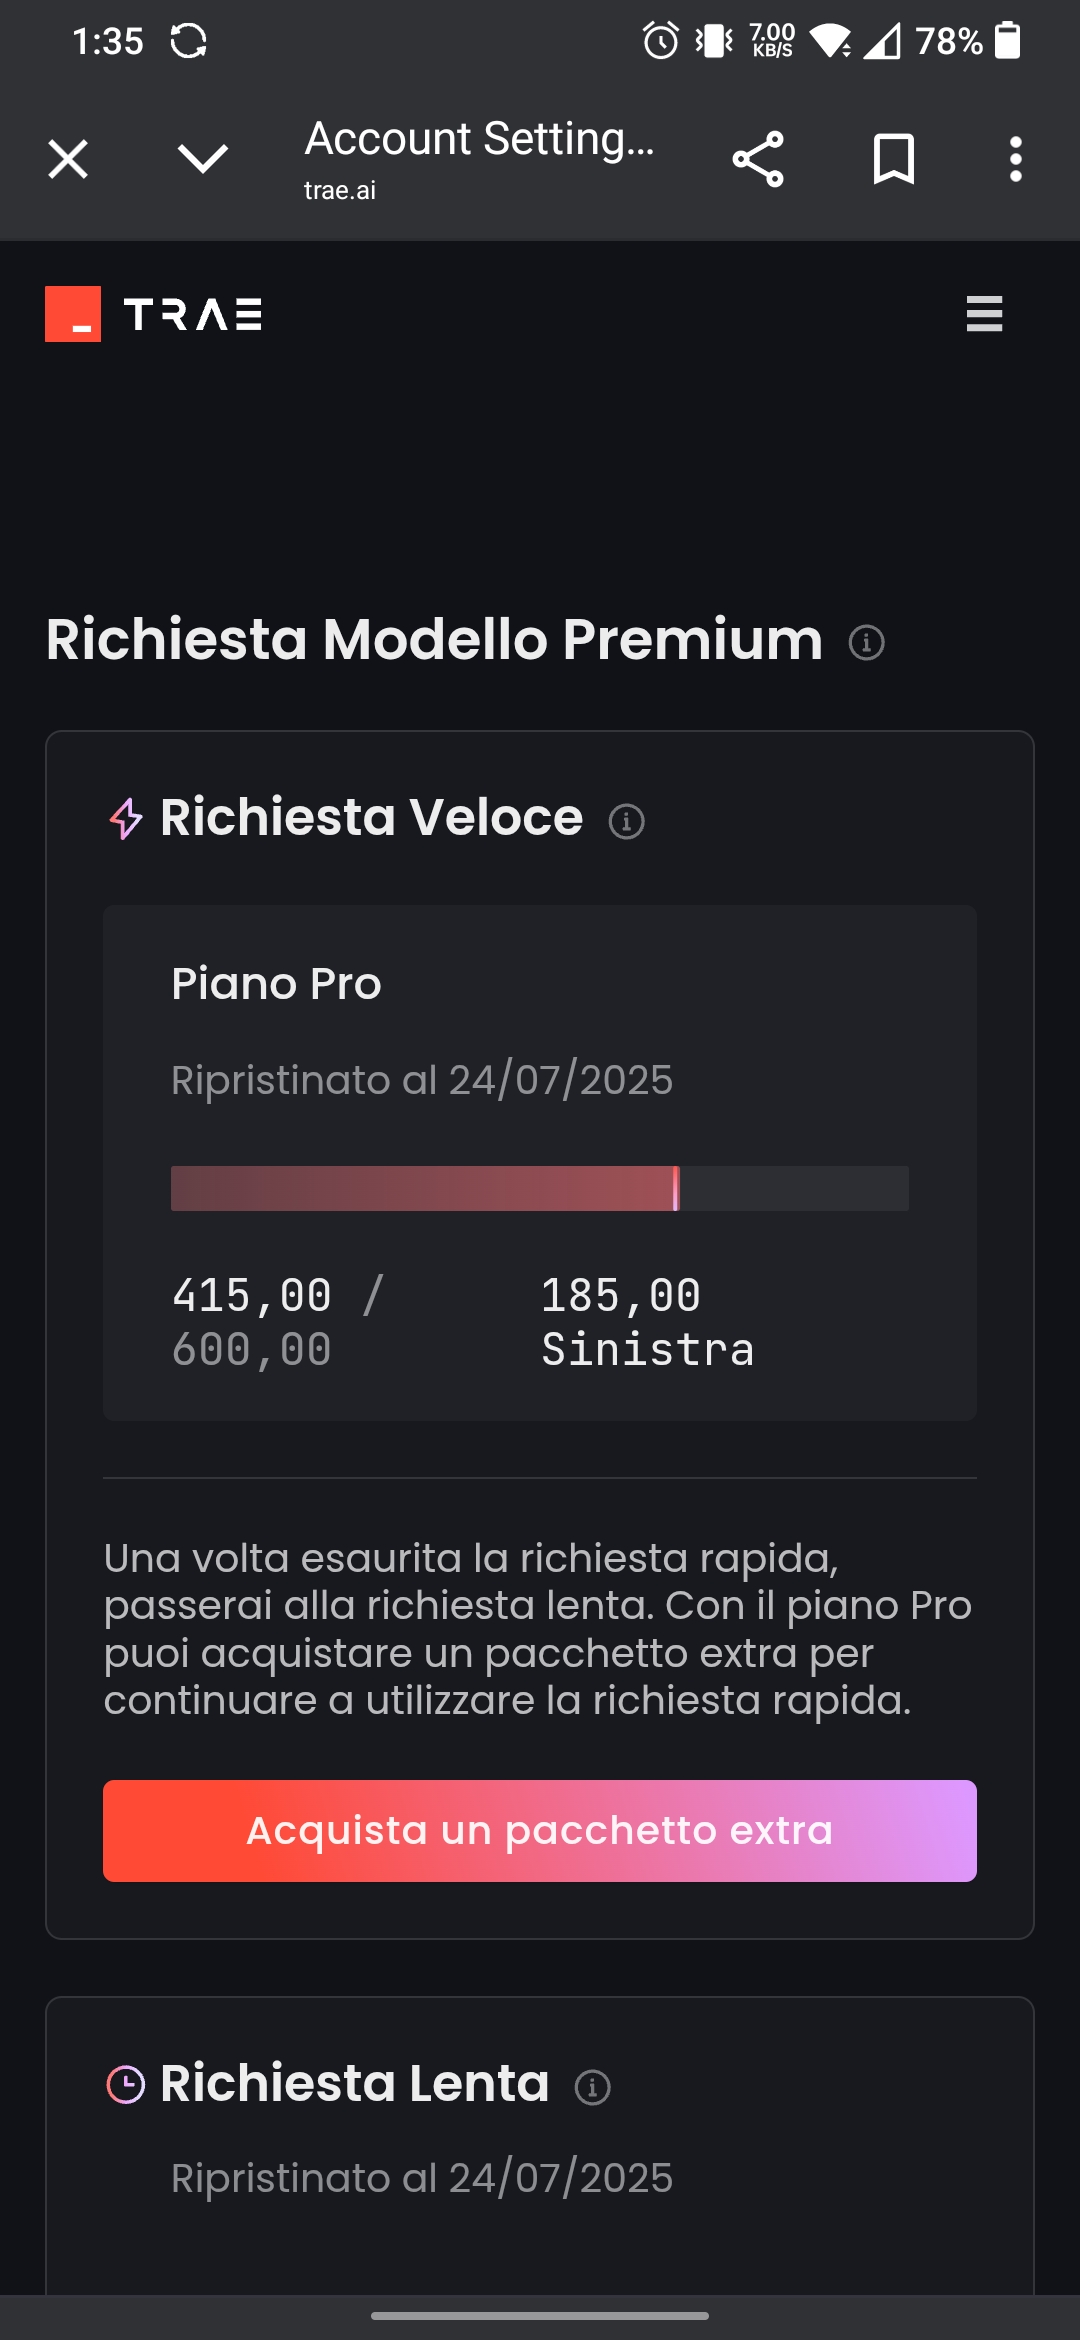 1:35
7.00
KB/S
78%
Account Setting...
trae.ai
TRAE
Richiesta Modello Premium
Richiesta Veloce
Piano Pro
Ripristinato al 24/07/2025
415,00 /
600,00
185,00
Sinistra
Una volta esaurita la richiesta rapida,
passerai alla richiesta lenta. Con il piano Pro
puoi acquistare un pacchetto extra per
continuare a utilizzare la richiesta rapida.
Acquista un pacchetto extra
Richiesta Lenta
Ripristinato al 24/07/2025